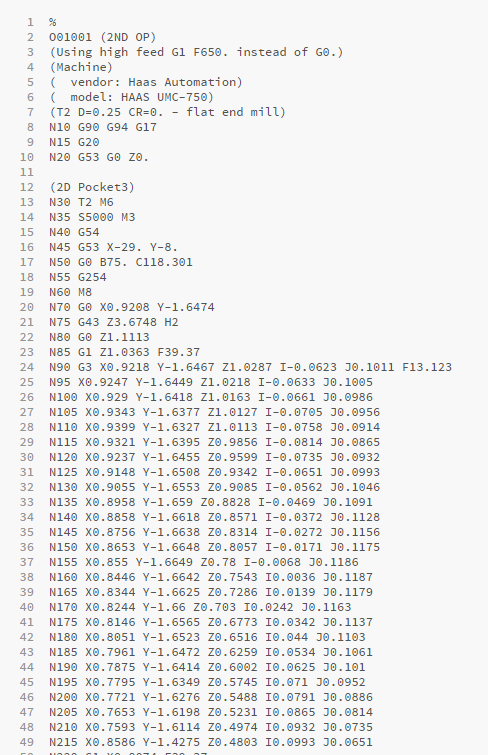 1 %
2 O01001 (2ND OP)
3 (Using high feed G1 F650. instead of G0.)
4 (Machine)
5 (  vendor: Haas Automation)
6 (  model: HAAS UMC-750)
7 (T2 D=0.25 CR=0. - flat end mill)
8 N10 G90 G94 G17
9 N15 G20
10 N20 G53 G0 Z0.
11
12 (2D Pocket3)
13 N30 T2 M6
14 N35 S5000 M3
15 N40 G54
16 N45 G53 X-29. Y-8.
17 N50 G0 B75. C118.301
18 N55 G254
19 N60 M8
20 N70 G0 X0.9208 Y-1.6474
21 N75 G43 Z3.6748 H2
22 N80 G0 Z1.1113
23 N85 G1 Z1.0363 F39.37
24 N90 G3 X0.9218 Y-1.6467 Z1.0287 I-0.0623 J0.1011 F13.123
25 N95 X0.9247 Y-1.6449 Z1.0218 I-0.0633 J0.1005
26 N100 X0.929 Y-1.6418 Z1.0163 I-0.0661 J0.0986
27 N105 X0.9343 Y-1.6377 Z1.0127 I-0.0705 J0.0956
28 N110 X0.9399 Y-1.6327 Z1.0113 I-0.0758 J0.0914
29 N115 X0.9321 Y-1.6395 Z0.9856 I-0.0814 J0.0865
30 N120 X0.9237 Y-1.6455 Z0.9599 I-0.0735 J0.0932
31 N125 X0.9148 Y-1.6508 Z0.9342 I-0.0651 J0.0993
32 N130 X0.9055 Y-1.6553 Z0.9085 I-0.0562 J0.1046
33 N135 X0.8958 Y-1.659 Z0.8828 I-0.0469 J0.1091
34 N140 X0.8858 Y-1.6618 Z0.8571 I-0.0372 J0.1128
35 N145 X0.8756 Y-1.6638 Z0.8314 I-0.0272 J0.1156
36 N150 X0.8653 Y-1.6648 Z0.8057 I-0.0171 J0.1175
37 N155 X0.855 Y-1.6649 Z0.78 I-0.0068 J0.1186
38 N160 X0.8446 Y-1.6642 Z0.7543 I0.0036 J0.1187
39 N165 X0.8344 Y-1.6625 Z0.7286 I0.0139 J0.1179
40 N170 X0.8244 Y-1.66 Z0.703 I0.0242 J0.1163
41 N175 X0.8146 Y-1.6565 Z0.6773 I0.0342 J0.1137
42 N180 X0.8051 Y-1.6523 Z0.6516 I0.044 J0.1103
43 N185 X0.7961 Y-1.6472 Z0.6259 I0.0534 J0.1061
44 N190 X0.7875 Y-1.6414 Z0.6002 I0.0625 J0.101
45 N195 X0.7795 Y-1.6349 Z0.5745 I0.071 J0.0952
46 N200 X0.7721 Y-1.6276 Z0.5488 I0.0791 J0.0886
47 N205 X0.7653 Y-1.6198 Z0.5231 I0.0865 J0.0814
48 N210 X0.7593 Y-1.6114 Z0.4974 I0.0932 J0.0735
49 N215 X0.8586 Y-1.4275 Z0.4803 I0.0993 J0.0651